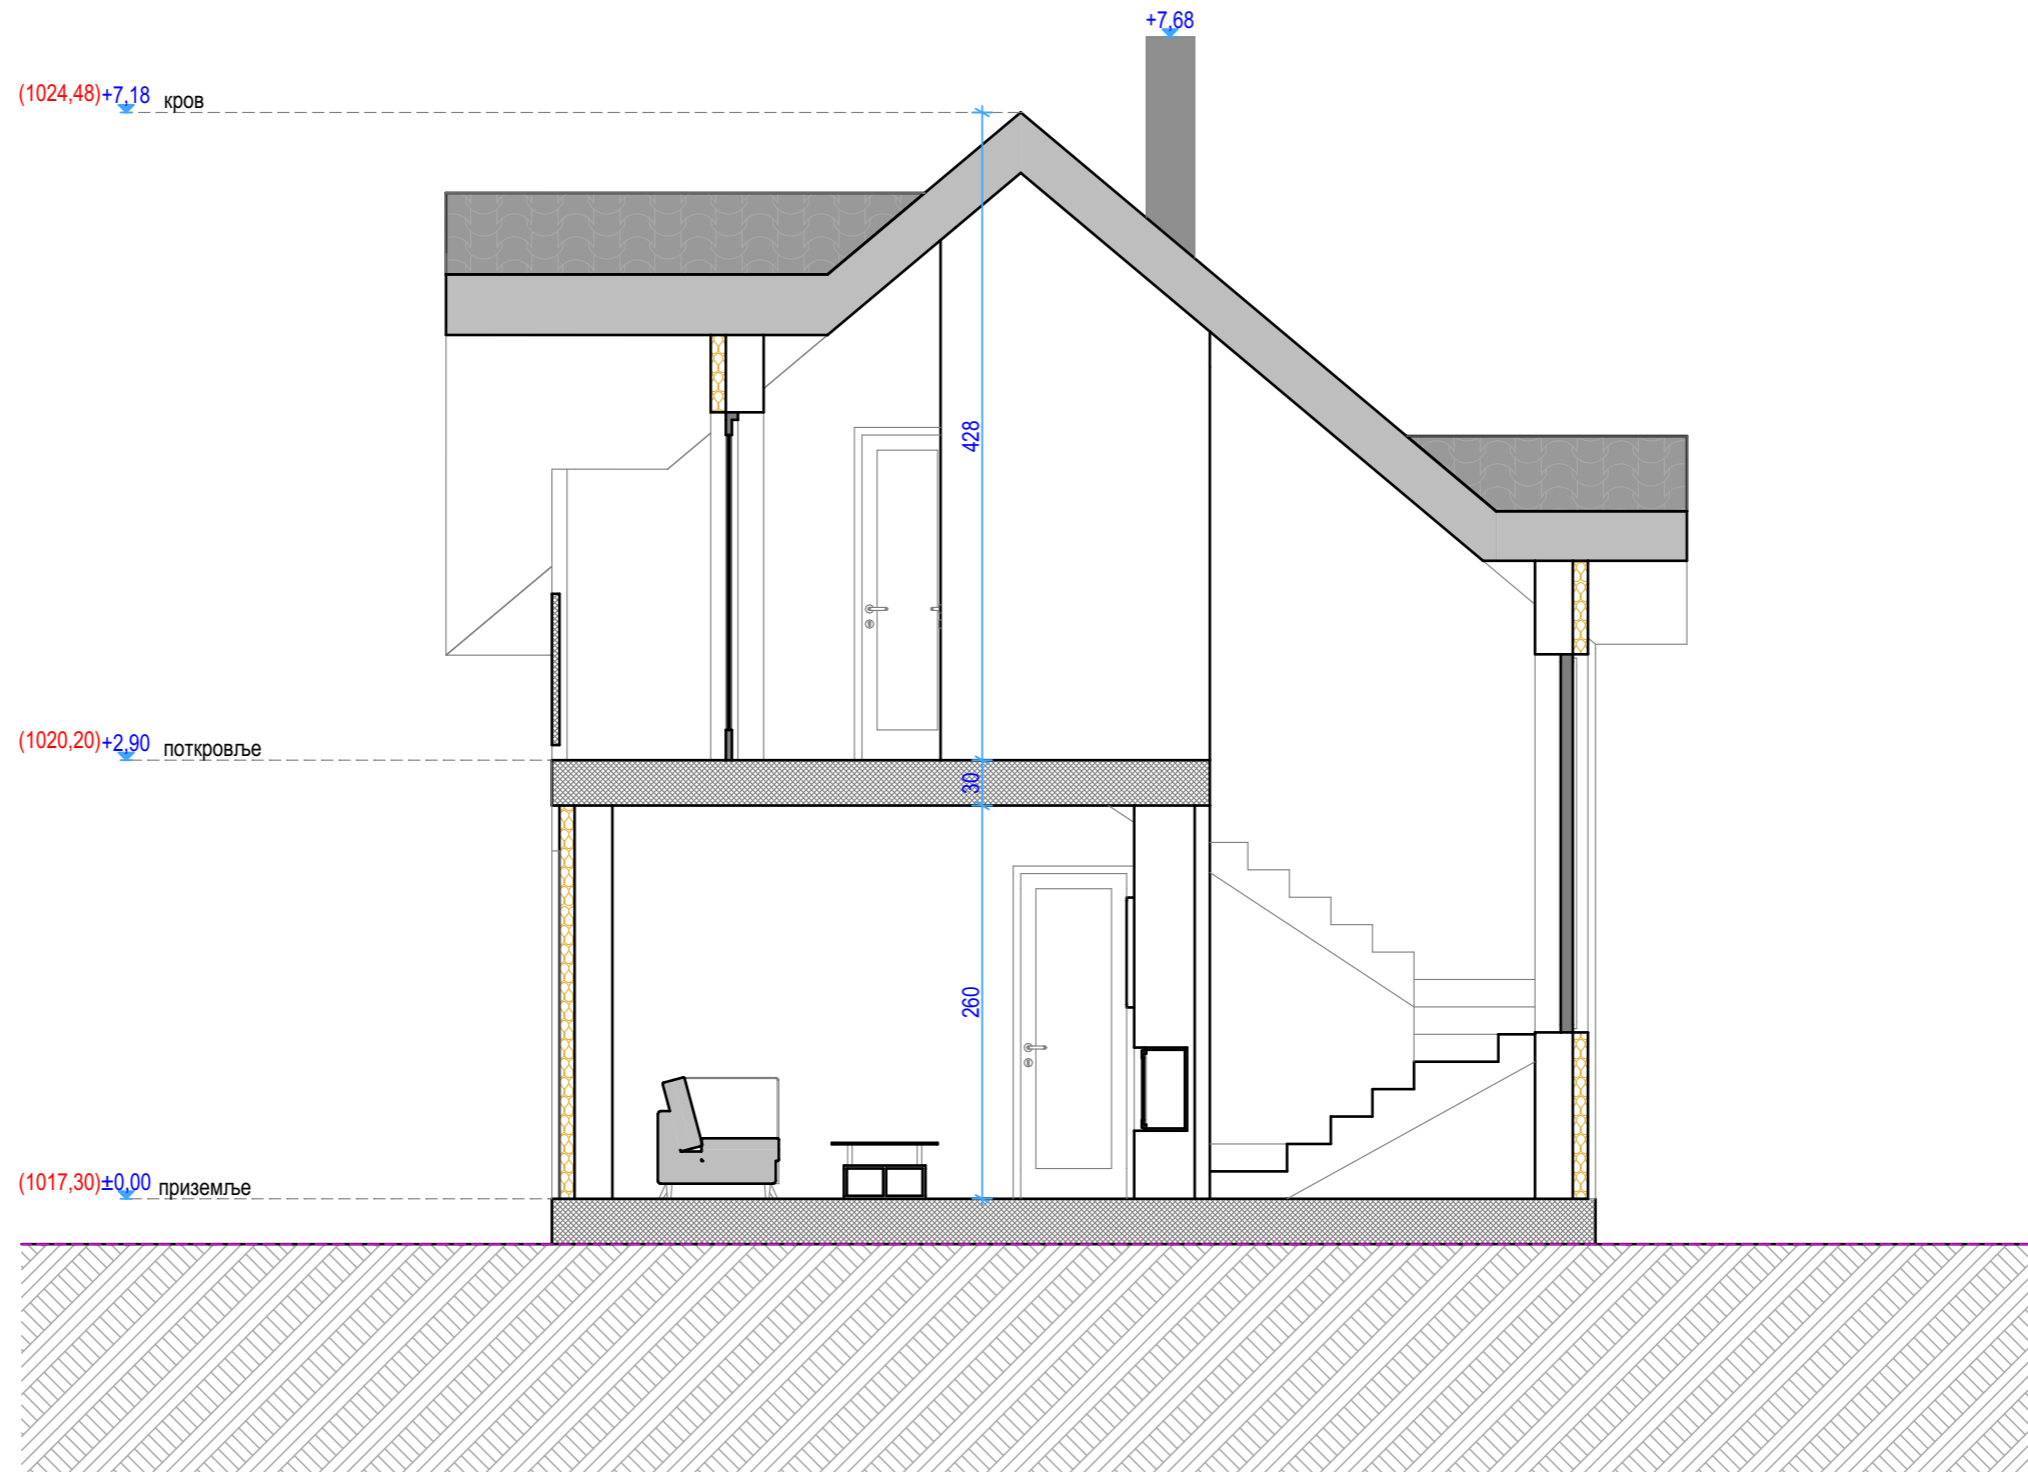 +7,68
(1024,48)+7,18 кров
428
(1020,20)+2,90 поткровље
30
260
(1017,30)±0,00 приземље